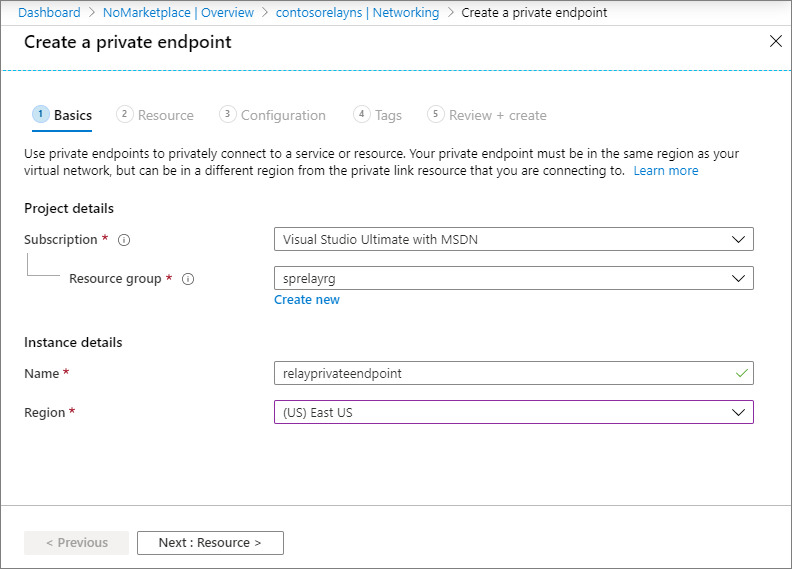 Dashboard > NoMarketplace | Overview > contosorelayns | Networking > Create a private endpoint
Create a private endpoint
1 Basics 2 Resource 3 Configuration 4 Tags 5 Review + create
Use private endpoints to privately connect to a service or resource. Your private endpoint must be in the same region as your
virtual network, but can be in a different region from the private link resource that you are connecting to. Learn more
Project details
Subscription * Visual Studio Ultimate with MSDN
Resource group * sprelayrg
Create new
Instance details
Name * relayprivateendpoint
Region * (US) East US
< Previous Next : Resource >